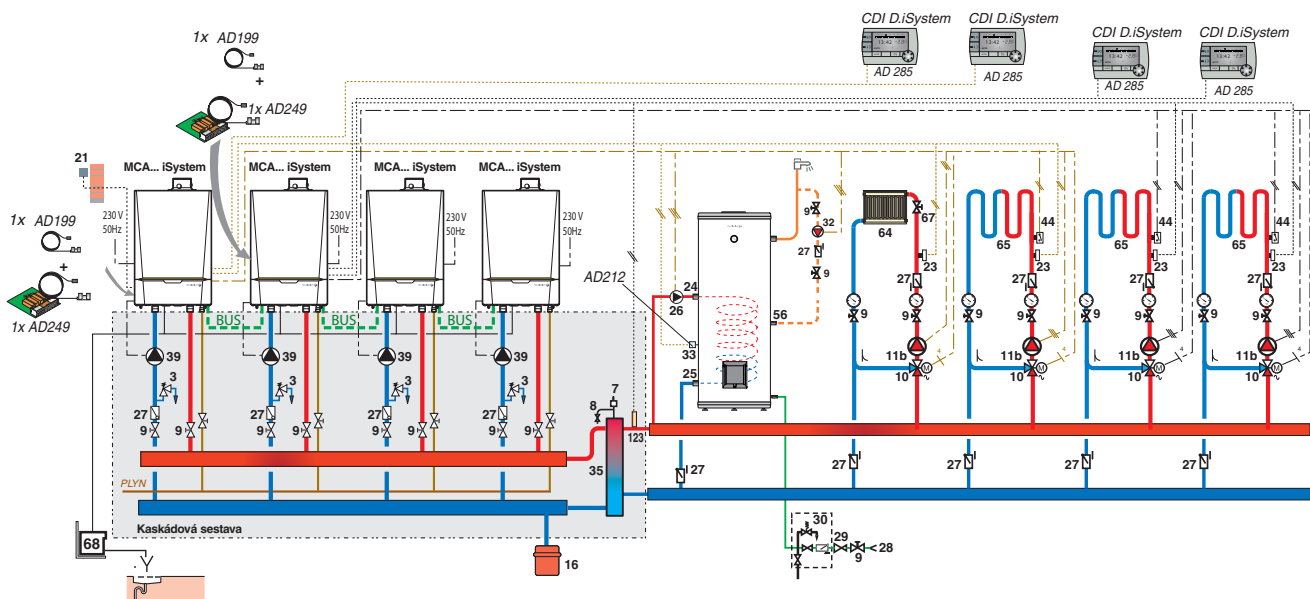 CDI D.iSystem
CDI D.iSystem
CDI D.iSystem
CDI D.iSystem
AD 285
AD 285
AD 285
AD 285
1x AD199
+
1x AD249
21
MCA... iSystem
MCA... iSystem
MCA... iSystem
MCA... iSystem
230 V
50Hz
230 V
50Hz
230 V
50Hz
1x AD199
+
1x AD249
BUS
BUS
BUS
39
39
39
39
3
3
3
3
27
27
27
27
9
9
9
9
9
9
9
9
7
8
123
35
PLYN
Kaskádová sestava
16
68
AD212
24
26
33
25
56
9
32
27
9
64
67
23
27
9
9
11b
10
M
4
65
44
23
27
9
9
11b
10
M
4
65
44
23
27
9
9
11b
10
M
4
65
44
23
27
9
9
11b
10
M
4
27
27
27
27
27
30
29
9
28